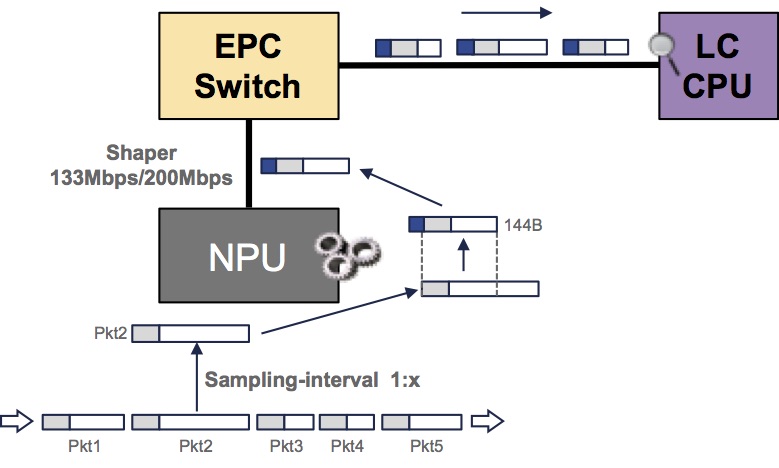 EPC
Switch
LC
CPU
Shaper
133Mbps/200Mbps
NPU
144B
Pkt2
Sampling-interval 1:x
Pkt1
Pkt2
Pkt3
Pkt4
Pkt5